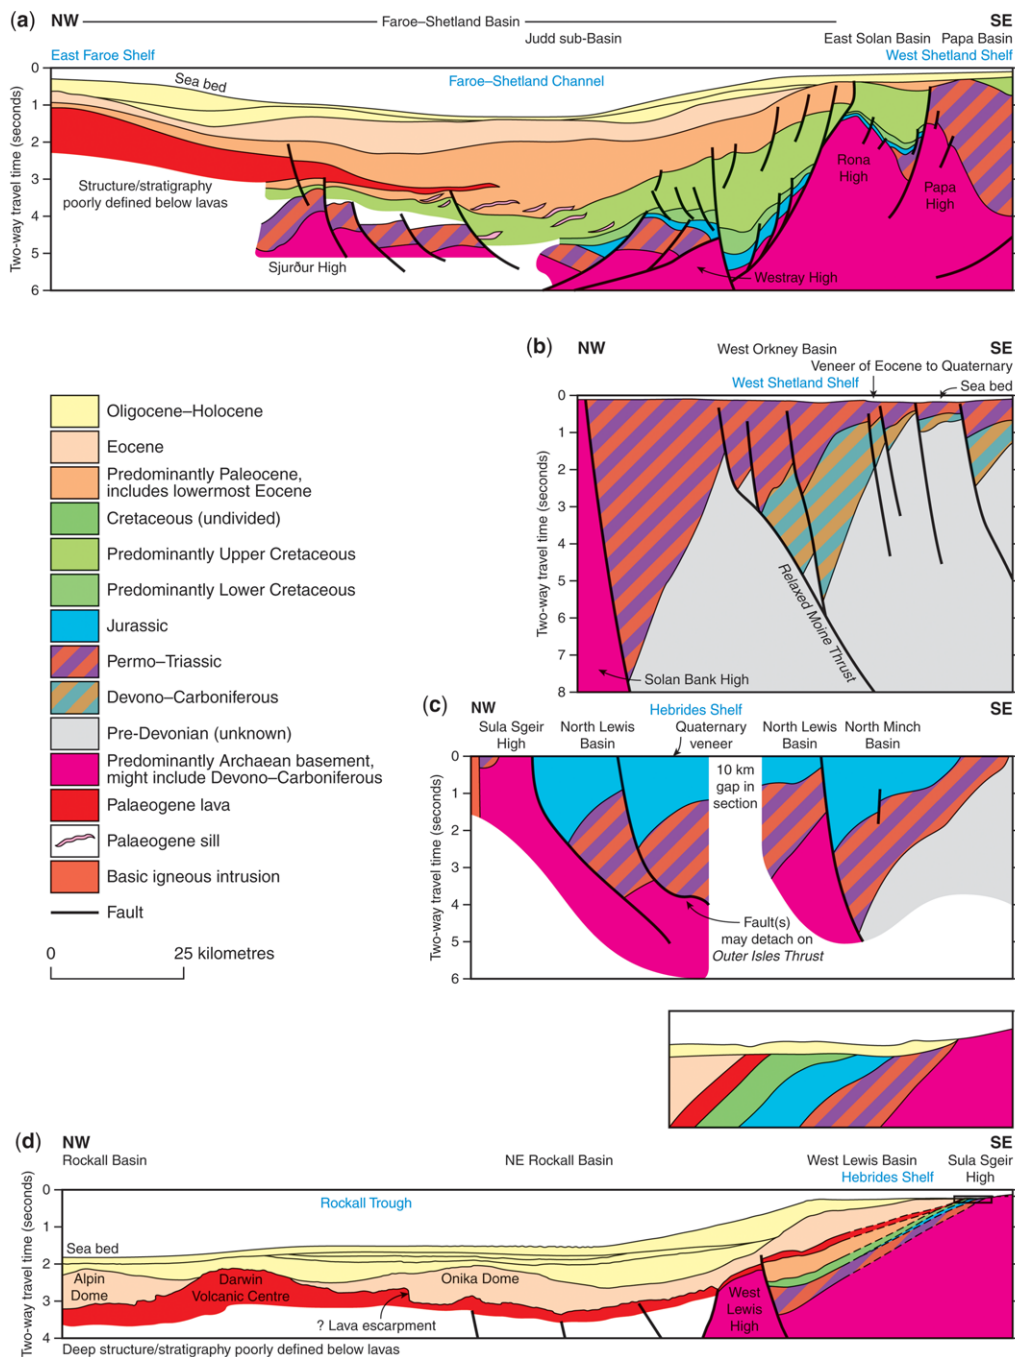 (a) NW Faroe–Shetland Basin SE
Judd sub-Basin East Solan Basin Papa Basin
East Faroe Shelf West Shetland Shelf
Sea bed
Faroe–Shetland Channel
Two-way travel time (seconds)
0
1
2
3
4
5
6
Structure/stratigraphy
poorly defined below lavas
Sjurður High
Rona
High
Papa
High
Westray High
(b) NW SE
West Orkney Basin
Veneer of Eocene to Quaternary
West Shetland Shelf
Sea bed
Two-way travel time (seconds)
0
1
2
3
4
5
6
7
8
Relaxed Moine Thrust
Solan Bank High
Oligocene–Holocene
Eocene
Predominantly Paleocene,
includes lowermost Eocene
Cretaceous (undivided)
Predominantly Upper Cretaceous
Predominantly Lower Cretaceous
Jurassic
Permo–Triassic
Devono–Carboniferous
Pre-Devonian (unknown)
Predominantly Archaean basement,
might include Devono–Carboniferous
Palaeogene lava
Palaeogene sill
Basic igneous intrusion
Fault
0 25 kilometres
(c) NW Hebrides Shelf SE
Sula Sgeir
High
North Lewis
Basin
Quaternary
veneer
North Lewis
Basin
North Minch
Basin
10 km
gap in
section
Two-way travel time (seconds)
0
1
2
3
4
5
6
Fault(s)
may detach on
Outer Isles Thrust
(d) NW SE
Rockall Basin NE Rockall Basin West Lewis Basin Sula Sgeir
Hebrides Shelf High
Rockall Trough
Two-way travel time (seconds)
0
1
2
3
4
Sea bed
Alpin
Dome
Darwin
Volcanic Centre
Onika Dome
? Lava escarpment
West
Lewis
High
Deep structure/stratigraphy poorly defined below lavas